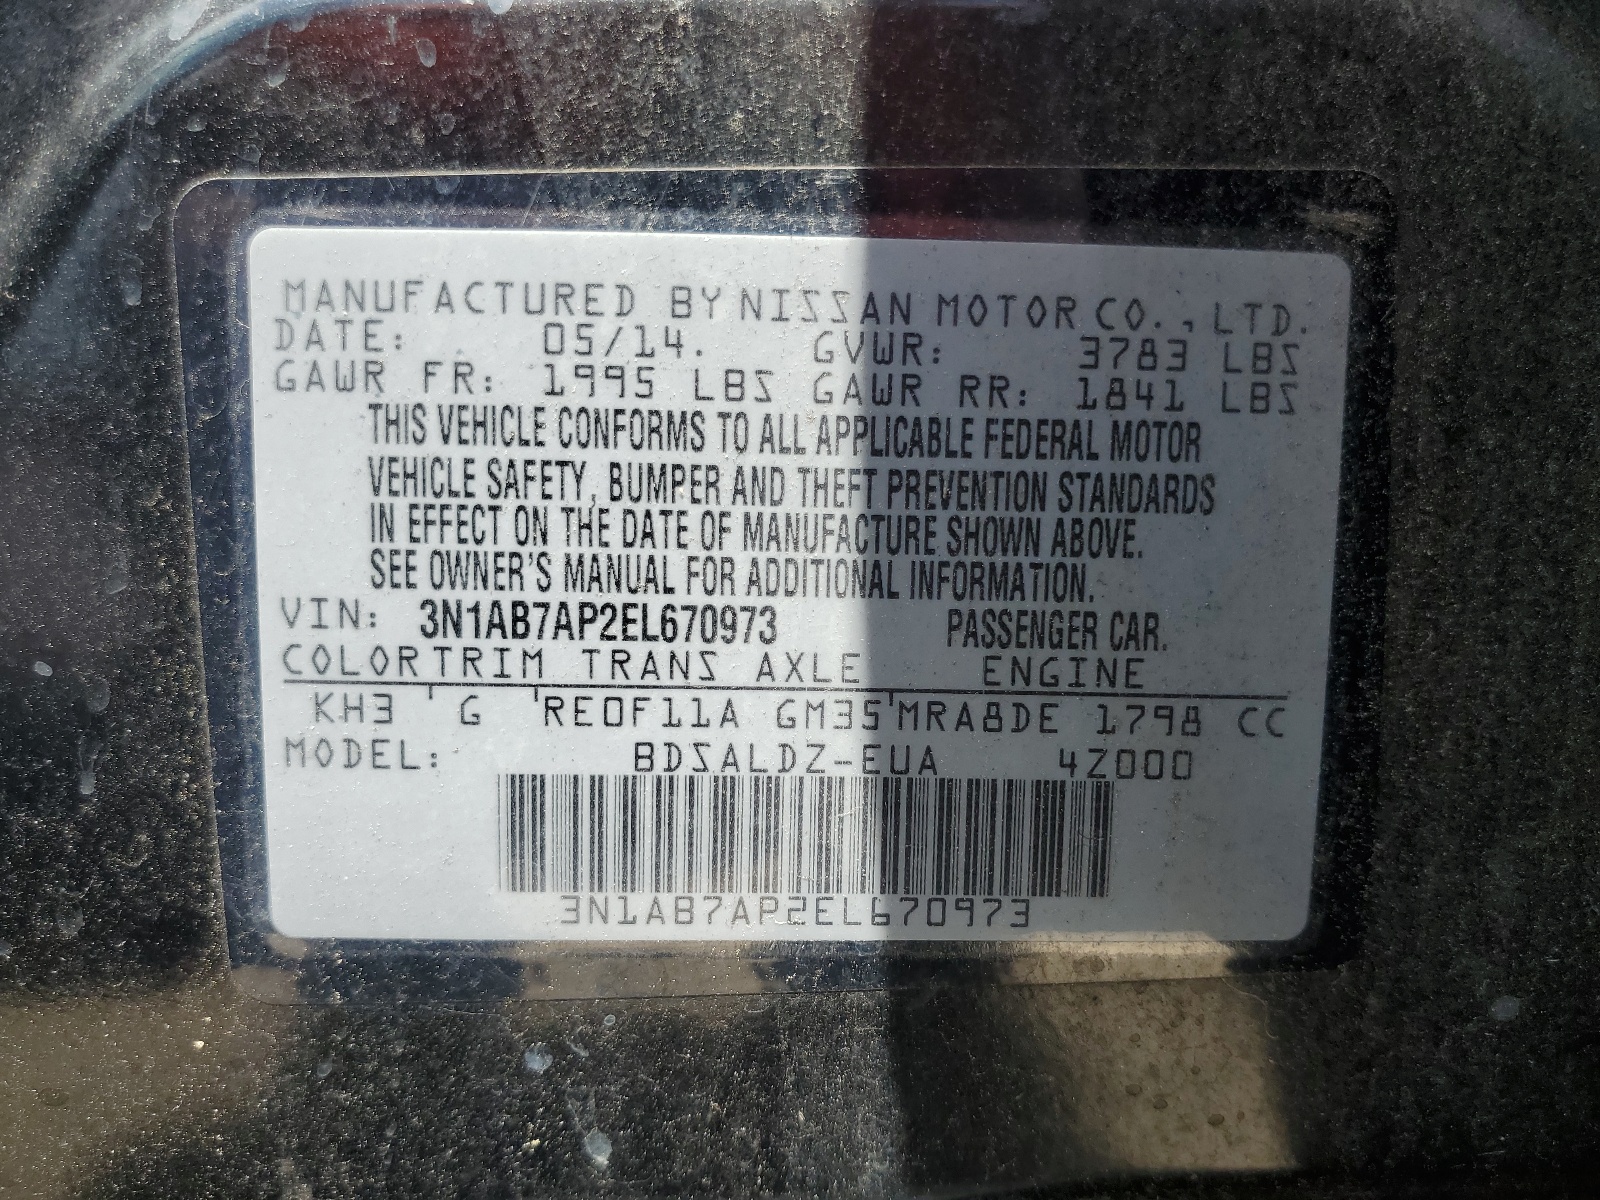 MANUFACTURED BY NISSAN MOTOR CO., LTD.
DATE: 05/14. GVWR: 3783 LBS
GAWR FR: 1995 LBS GAWR RR: 1841 LBS
THIS VEHICLE CONFORMS TO ALL APPLICABLE FEDERAL MOTOR
VEHICLE SAFETY, BUMPER AND THEFT PREVENTION STANDARDS
IN EFFECT ON THE DATE OF MANUFACTURE SHOWN ABOVE.
SEE OWNER'S MANUAL FOR ADDITIONAL INFORMATION.
VIN: 3N1AB7AP2EL670973 PASSENGER CAR.
COLOR TRIM TRANS AXLE ENGINE
KH3 G RE0F11A GM35 MRA8DE 1798 CC
MODEL: BDSALDZ-EUA 4Z000
3N1AB7AP2EL670973